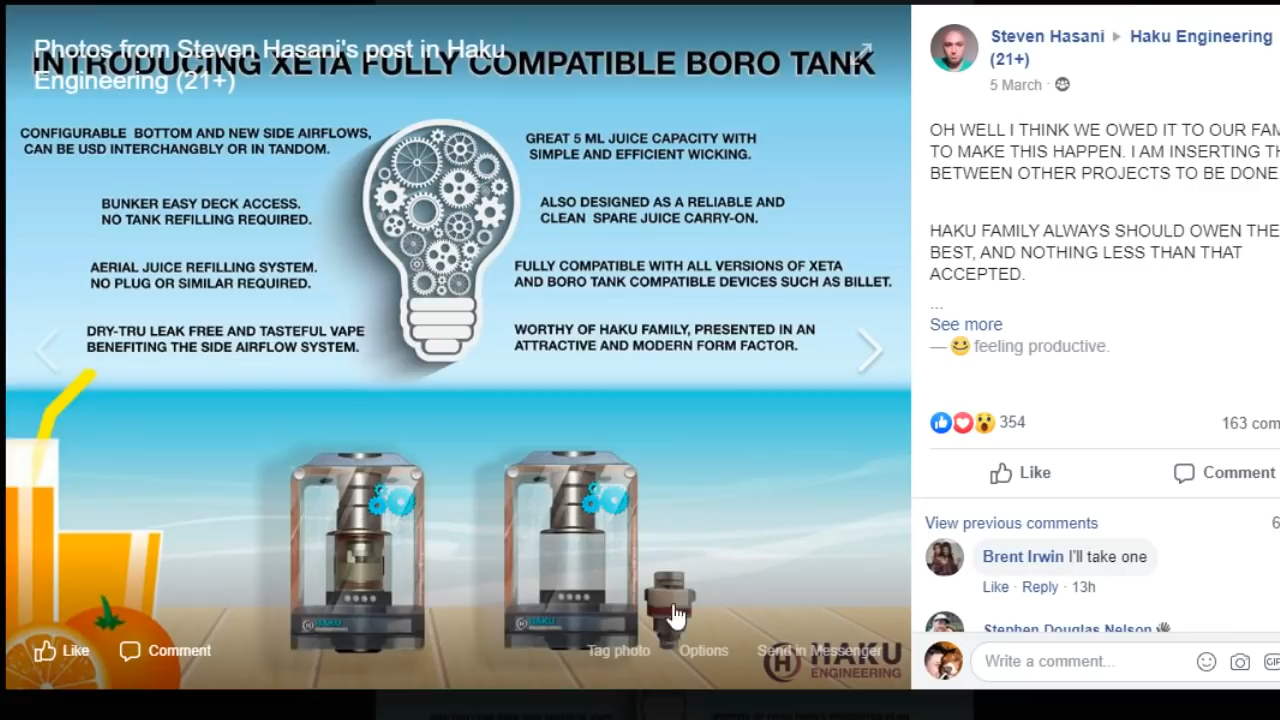 Photos from Steven Hasani's post in Haku
Engineering (21+)
INTRODUCING XETA FULLY COMPATIBLE BORO TANK
CONFIGURABLE BOTTOM AND NEW SIDE AIRFLOWS,
CAN BE USD INTERCHANGBLY OR IN TANDOM.
BUNKER EASY DECK ACCESS.
NO TANK REFILLING REQUIRED.
AERIAL JUICE REFILLING SYSTEM.
NO PLUG OR SIMILAR REQUIRED.
DRY-TRU LEAK FREE AND TASTEFUL VAPE
BENEFITING THE SIDE AIRFLOW SYSTEM.
GREAT 5 ML JUICE CAPACITY WITH
SIMPLE AND EFFICIENT WICKING.
ALSO DESIGNED AS A RELIABLE AND
CLEAN SPARE JUICE CARRY-ON.
FULLY COMPATIBLE WITH ALL VERSIONS OF XETA
AND BORO TANK COMPATIBLE DEVICES SUCH AS BILLET.
WORTHY OF HAKU FAMILY, PRESENTED IN AN
ATTRACTIVE AND MODERN FORM FACTOR.
HAKU
HAKU
Like
Comment
Tag photo
Options
Send in Messenger
H HAKU
ENGINEERING
Steven Hasani ▸ Haku Engineering
(21+)
5 March ·
OH WELL I THINK WE OWED IT TO OUR FAM
TO MAKE THIS HAPPEN. I AM INSERTING TH
BETWEEN OTHER PROJECTS TO BE DONE
HAKU FAMILY ALWAYS SHOULD OWEN THE
BEST, AND NOTHING LESS THAN THAT
ACCEPTED.
...
See more
— feeling productive.
354
163 com
Like
Comment
View previous comments
6
Brent Irwin I'll take one
Like · Reply · 13h
Stephen Douglas Nelson
Write a comment...
GIF